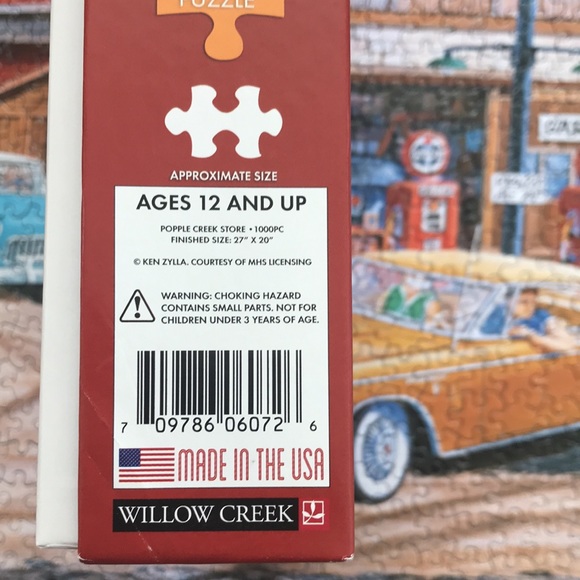 PUZZLE
APPROXIMATE SIZE
AGES 12 AND UP
POPPLE CREEK STORE • 1000PC
FINISHED SIZE: 27" X 20"
© KEN ZYLLA. COURTESY OF MHS LICENSING
WARNING: CHOKING HAZARD
CONTAINS SMALL PARTS. NOT FOR
CHILDREN UNDER 3 YEARS OF AGE.
7 09786 06072 6
MADE IN THE USA
WILLOW CREEK